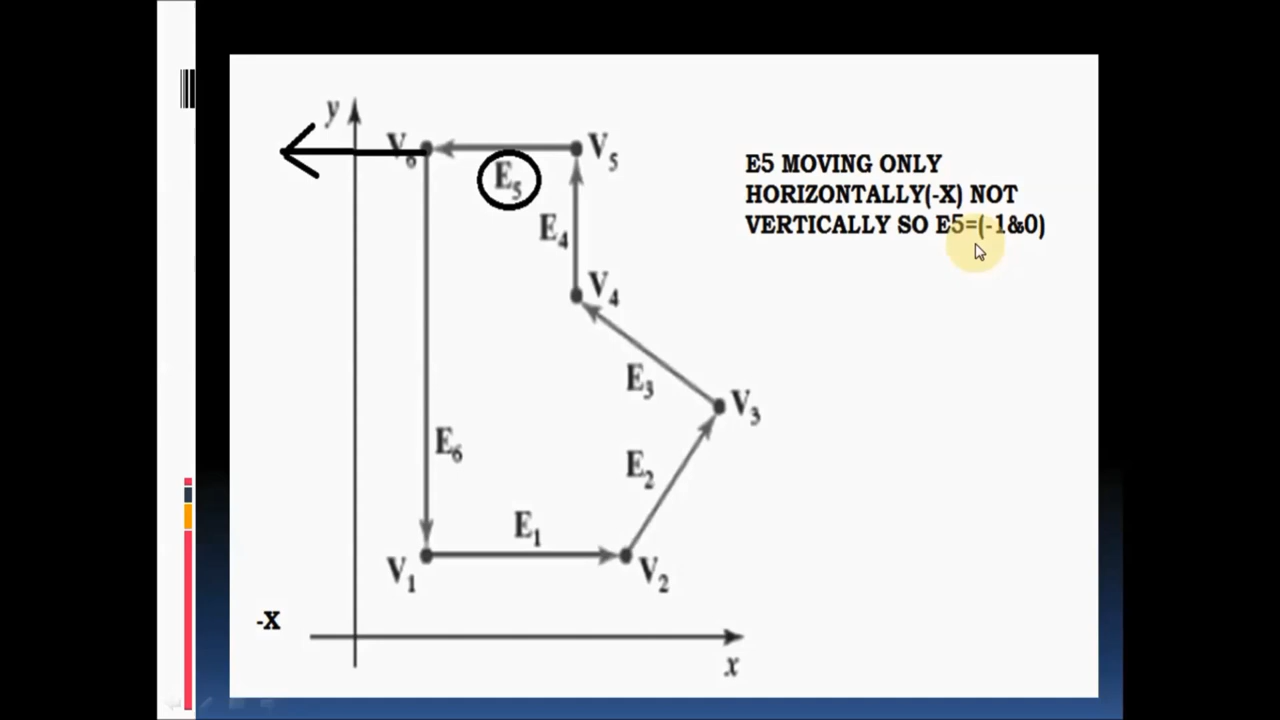 y
V6
V5
E5
E4
V4
E3
V3
E6
E2
E1
V1
V2
-X
x
E5 MOVING ONLY
HORIZONTALLY(-X) NOT
VERTICALLY SO E5=(-1&0)